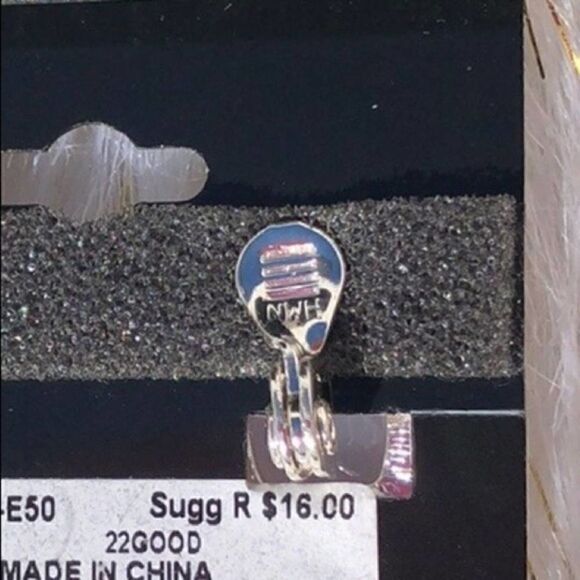 NWH
-E50 Sugg R $16.00
22GOOD
MADE IN CHINA